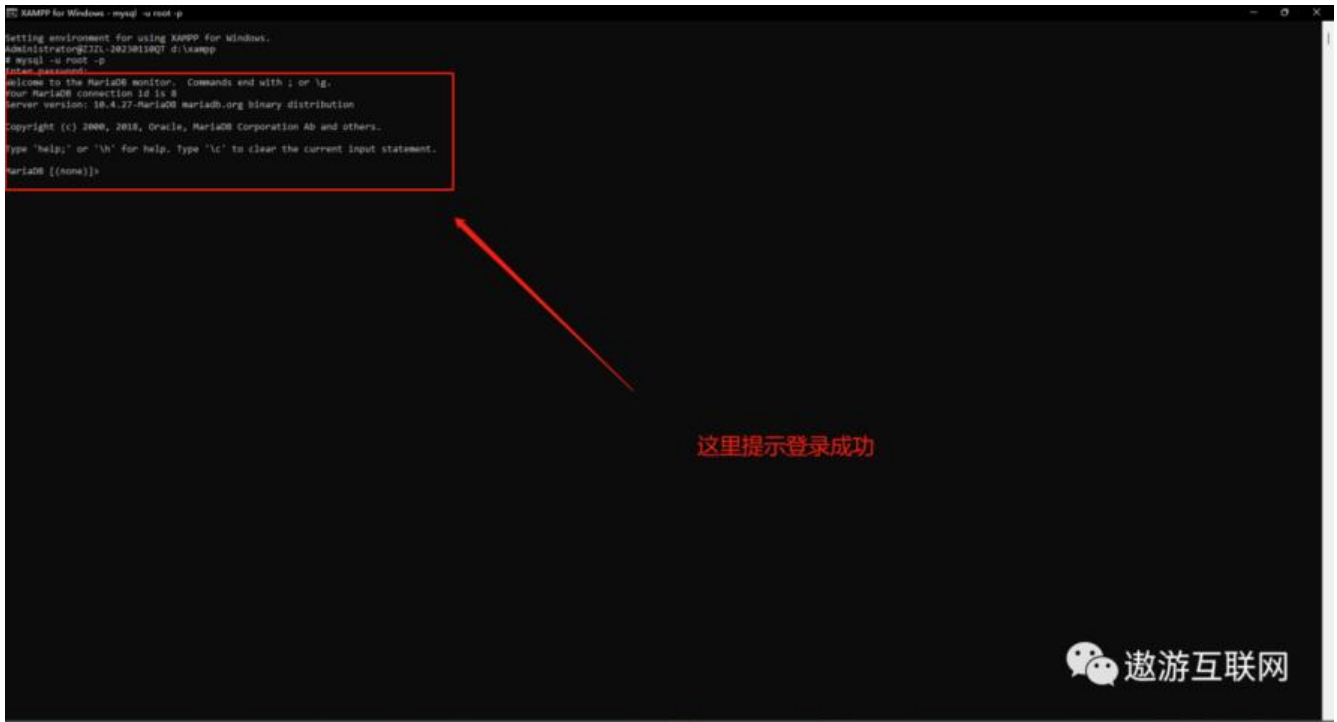 XAMPP for Windows - mysql -u root -p
Setting environment for using XAMPP for Windows.
Administrator@ZJZL-20230110QT d:\xampp
# mysql -u root -p
Enter password:
Welcome to the MariaDB monitor.  Commands end with ; or \g.
Your MariaDB connection id is 8
Server version: 10.4.27-MariaDB mariadb.org binary distribution
Copyright (c) 2000, 2018, Oracle, MariaDB Corporation Ab and others.
Type 'help;' or '\h' for help. Type '\c' to clear the current input statement.
MariaDB [(none)]>
这里提示登录成功
遨游互联网